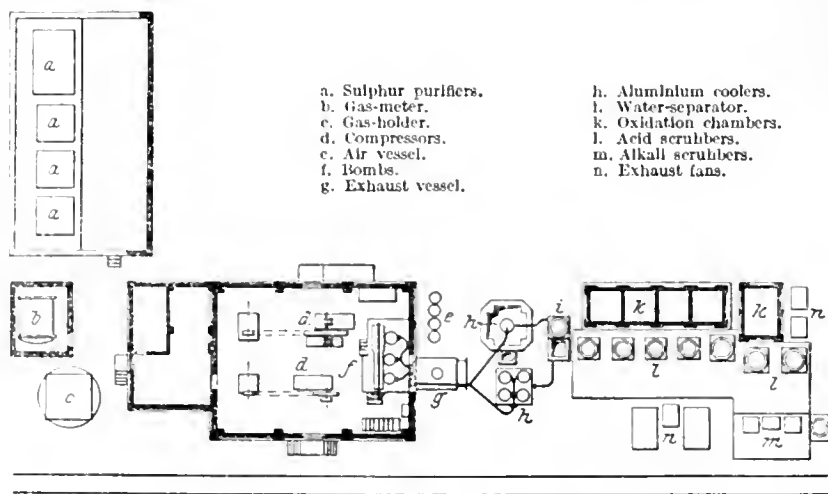 a. Sulphur purifiers.
b. Gas-meter.
c. Gas-holder.
d. Compressors.
e. Air vessel.
f. Bombs.
g. Exhaust vessel.
h. Aluminium coolers.
i. Water-separator.
k. Oxidation chambers.
l. Acid scrubbers.
m. Alkali scrubbers.
n. Exhaust fans.
a
a
a
a
b
c
d
d
f
e
g
h
h
i
k
k
n
l
l
n
m